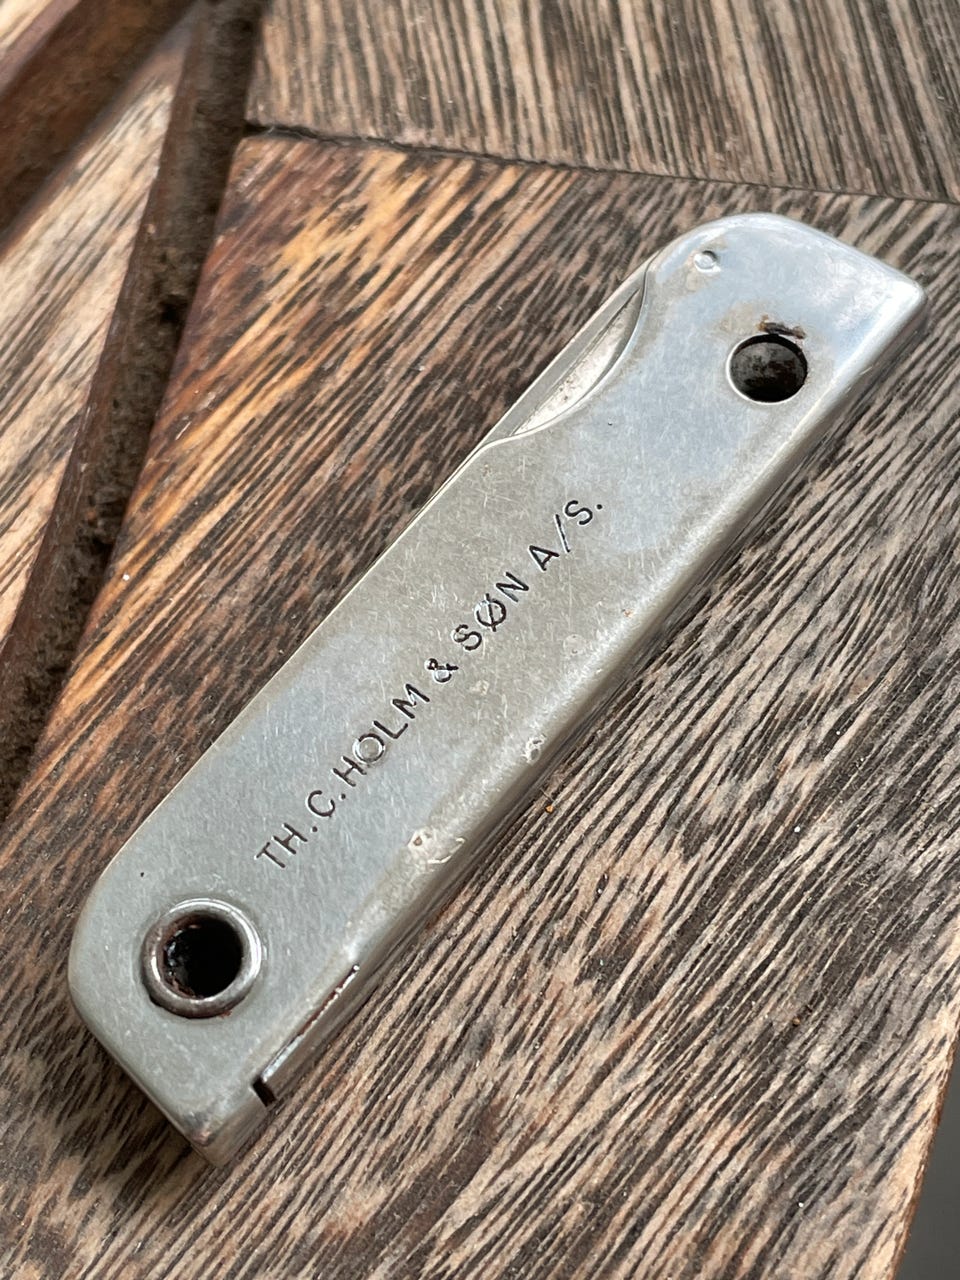 TH. C. HOLM & SØN A/S.